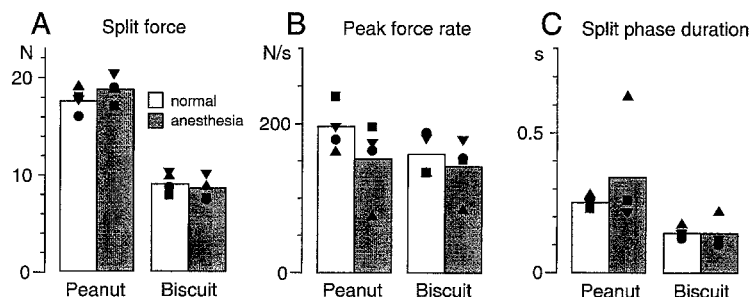 A Split force
B Peak force rate
C Split phase duration
N
N/s
s
20
10
0
normal
anesthesia
200
0
0.5
0
Peanut Biscuit
Peanut Biscuit
Peanut Biscuit